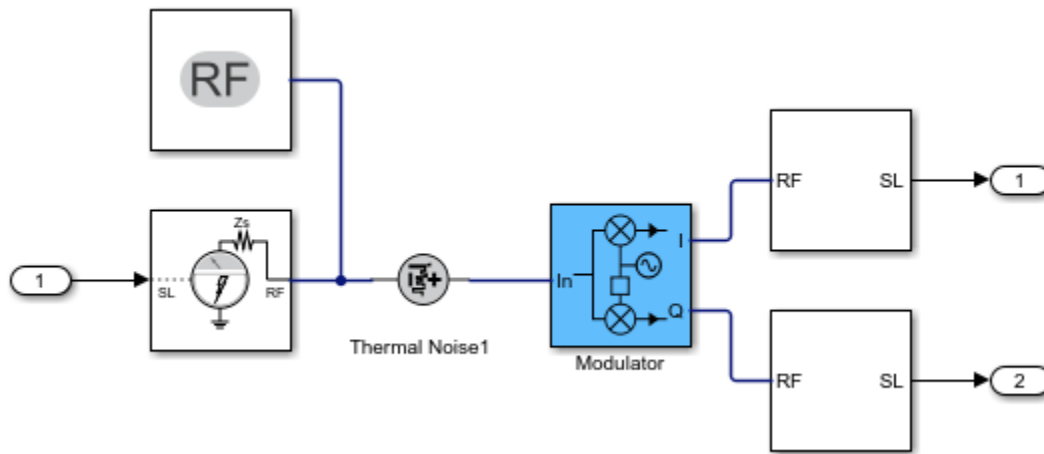 RF
Zs
SL
RF
1
Thermal Noise1
In
I
Q
Modulator
RF
SL
1
RF
SL
2